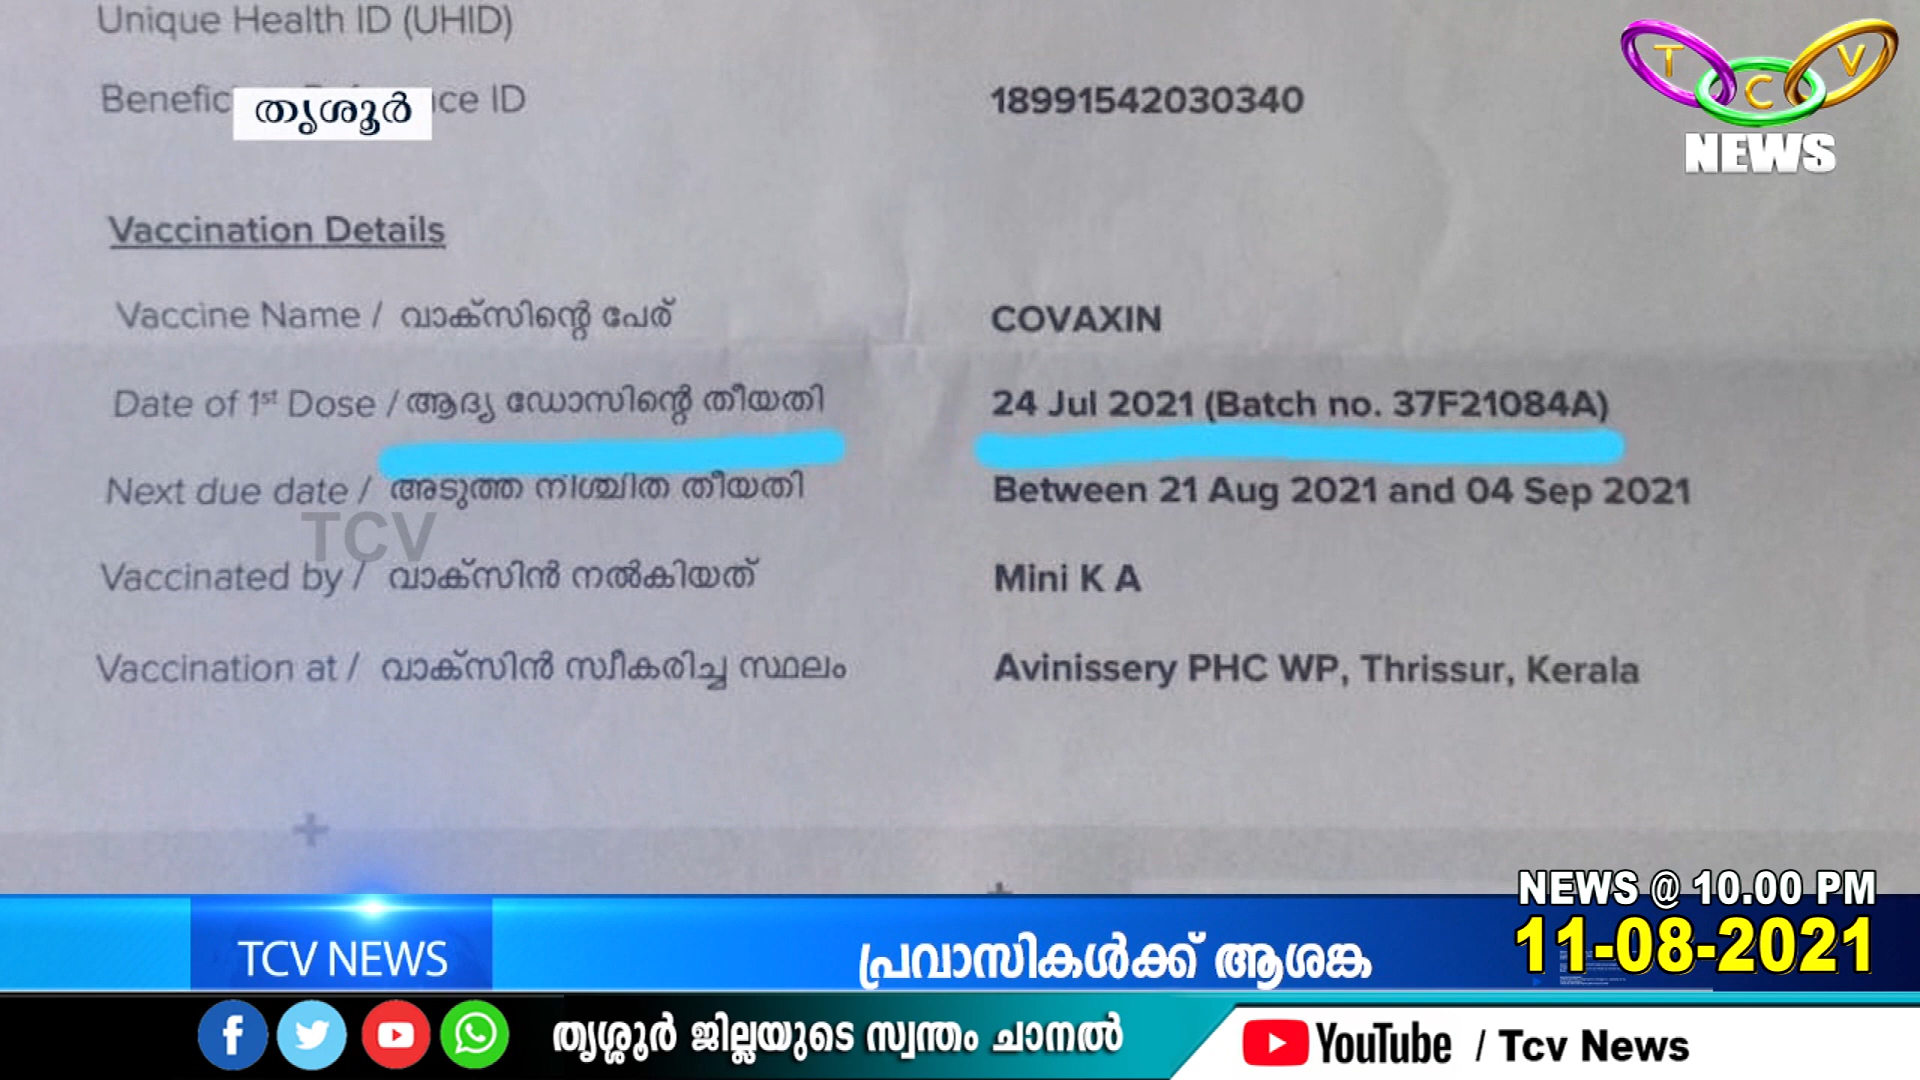 Unique Health ID (UHID)
T C V
NEWS
ce ID 18991542030340
തൃശൂർ
Vaccination Details
Vaccine Name / വാക്സിന്റെ പേര് COVAXIN
Date of 1st Dose / ആദ്യ ഡോസിന്റെ തീയതി 24 Jul 2021 (Batch no. 37F21084A)
Next due date / അടുത്ത നിശ്ചിത തീയതി Between 21 Aug 2021 and 04 Sep 2021
TCV
Vaccinated by / വാക്സിൻ നൽകിയത് Mini K A
Vaccination at / വാക്സിൻ സ്വീകരിച്ച സ്ഥലം Avinissery PHC WP, Thrissur, Kerala
NEWS @ 10.00 PM
11-08-2021
TCV NEWS പ്രവാസികൾക്ക് ആശങ്ക
തൃശ്ശൂർ ജില്ലയുടെ സ്വന്തം ചാനൽ YouTube / Tcv News